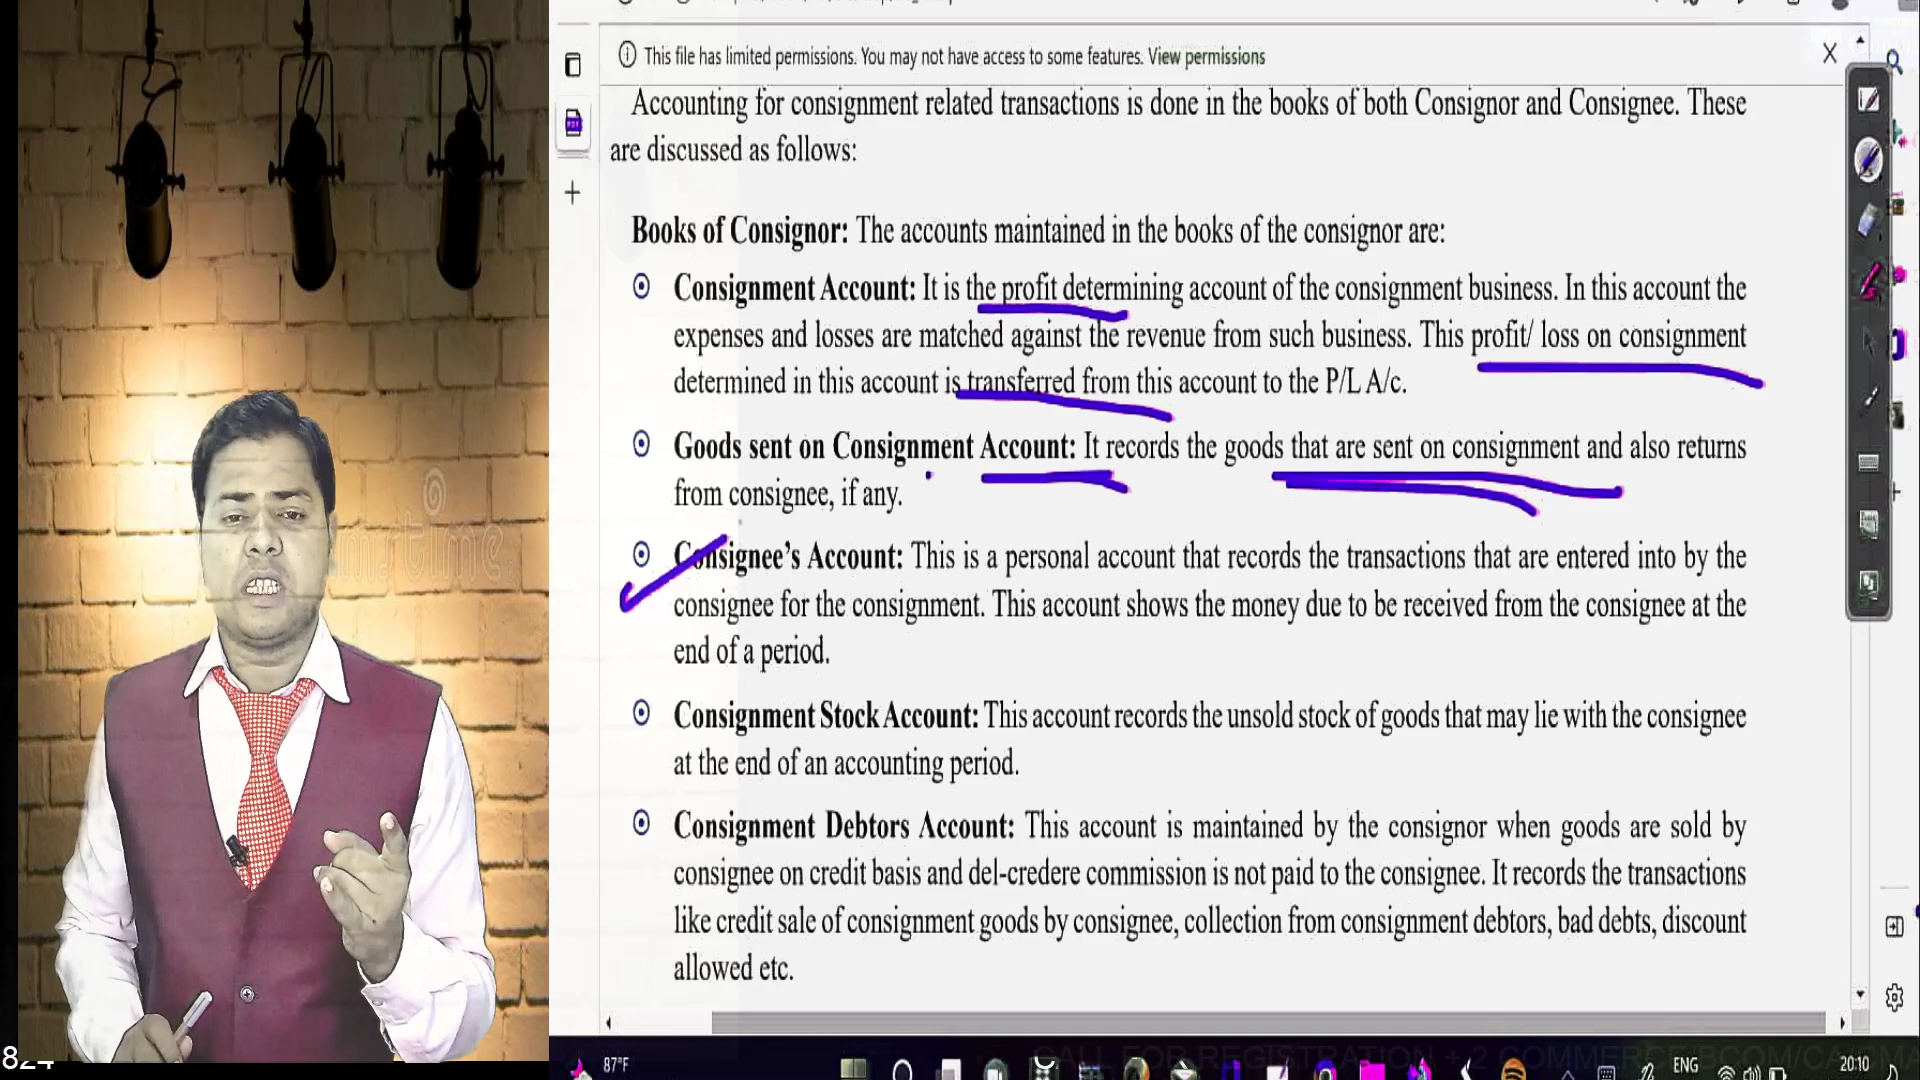 This file has limited permissions. You may not have access to some features. View permissions
Accounting for consignment related transactions is done in the books of both Consignor and Consignee. These
are discussed as follows:
Books of Consignor: The accounts maintained in the books of the consignor are:
Consignment Account: It is the profit determining account of the consignment business. In this account the
expenses and losses are matched against the revenue from such business. This profit/ loss on consignment
determined in this account is transferred from this account to the P/L A/c.
Goods sent on Consignment Account: It records the goods that are sent on consignment and also returns
from consignee, if any.
Consignee's Account: This is a personal account that records the transactions that are entered into by the
consignee for the consignment. This account shows the money due to be received from the consignee at the
end of a period.
Consignment Stock Account: This account records the unsold stock of goods that may lie with the consignee
at the end of an accounting period.
Consignment Debtors Account: This account is maintained by the consignor when goods are sold by
consignee on credit basis and del-credere commission is not paid to the consignee. It records the transactions
like credit sale of consignment goods by consignee, collection from consignment debtors, bad debts, discount
allowed etc.
87°F
CALL FOR REGISTRATION + 2 COMMERCE/BCOM/CA/CMA
ENG
20:10